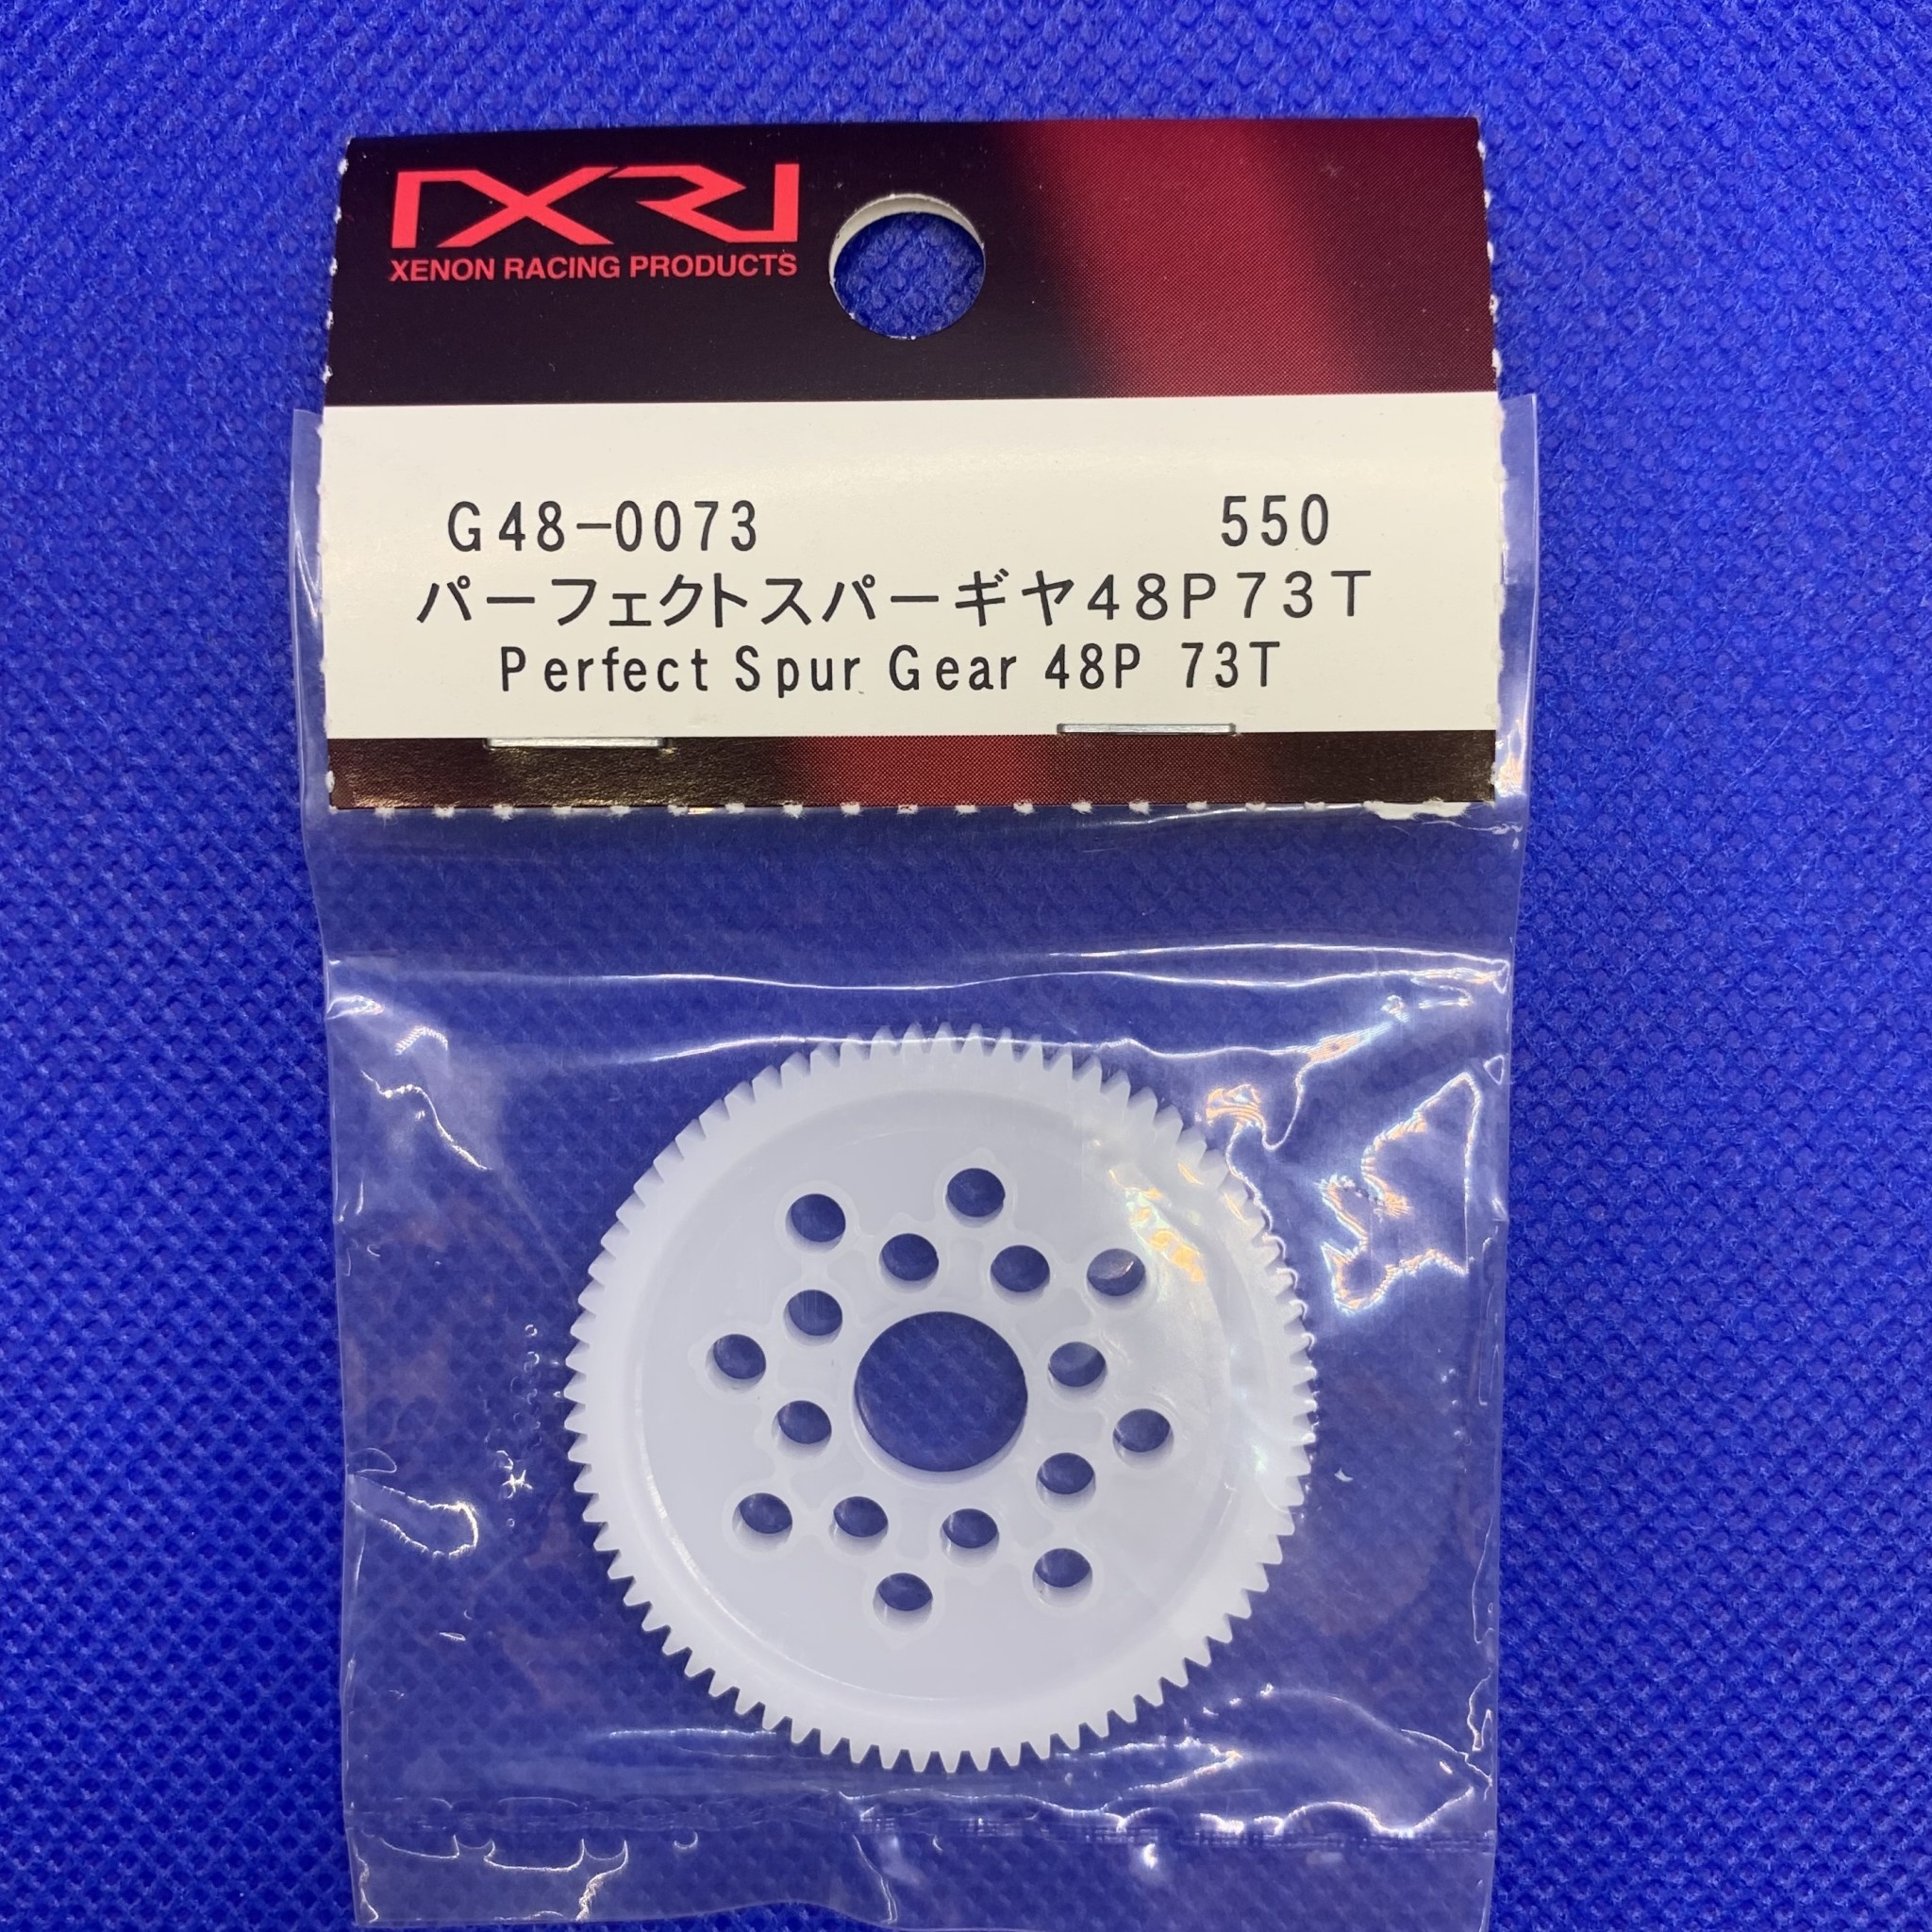 XENON RACING PRODUCTS
G48-0073 550
パーフェクトスパーギヤ48P73T
Perfect Spur Gear 48P 73T